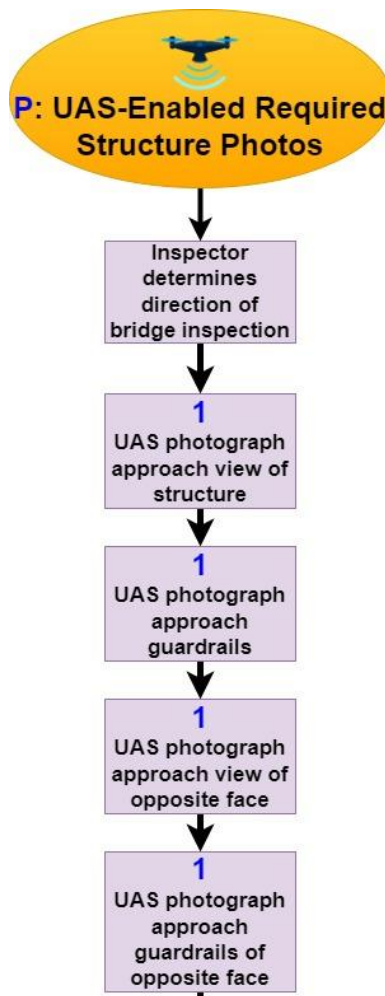 P: UAS-Enabled Required
Structure Photos
Inspector
determines
direction of
bridge inspection
1
UAS photograph
approach view of
structure
1
UAS photograph
approach
guardrails
1
UAS photograph
approach view of
opposite face
1
UAS photograph
approach
guardrails of
opposite face